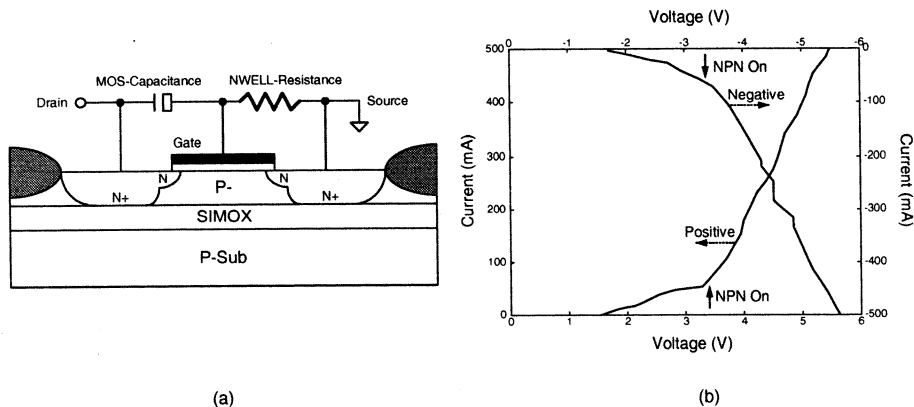 MOS-Capacitance
NWELL-Resistance
Drain
Source
Gate
N
N
P-
N+
N+
SIMOX
P-Sub
(a)
Voltage (V)
0 -1 -2 -3 -4 -5 -6
500 400 300 200 100 0
Current (mA)
0 -100 -200 -300 -400 -500
Current (mA)
NPN On
Negative
Positive
NPN On
0 1 2 3 4 5 6
Voltage (V)
(b)